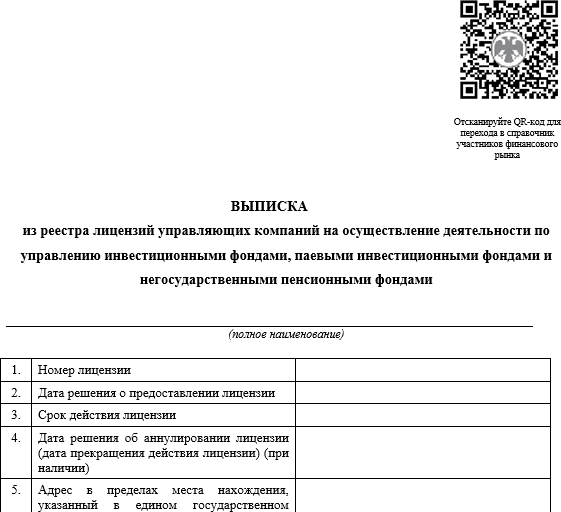 Отсканируйте QR-код для
перехода в справочник
участников финансового
рынка
ВЫПИСКА
из реестра лицензий управляющих компаний на осуществление деятельности по
управлению инвестиционными фондами, паевыми инвестиционными фондами и
негосударственными пенсионными фондами
(полное наименование)
1. Номер лицензии
2. Дата решения о предоставлении лицензии
3. Срок действия лицензии
4. Дата решения об аннулировании лицензии
(дата прекращения действия лицензии) (при
наличии)
5. Адрес в пределах места нахождения,
указанный в едином государственном